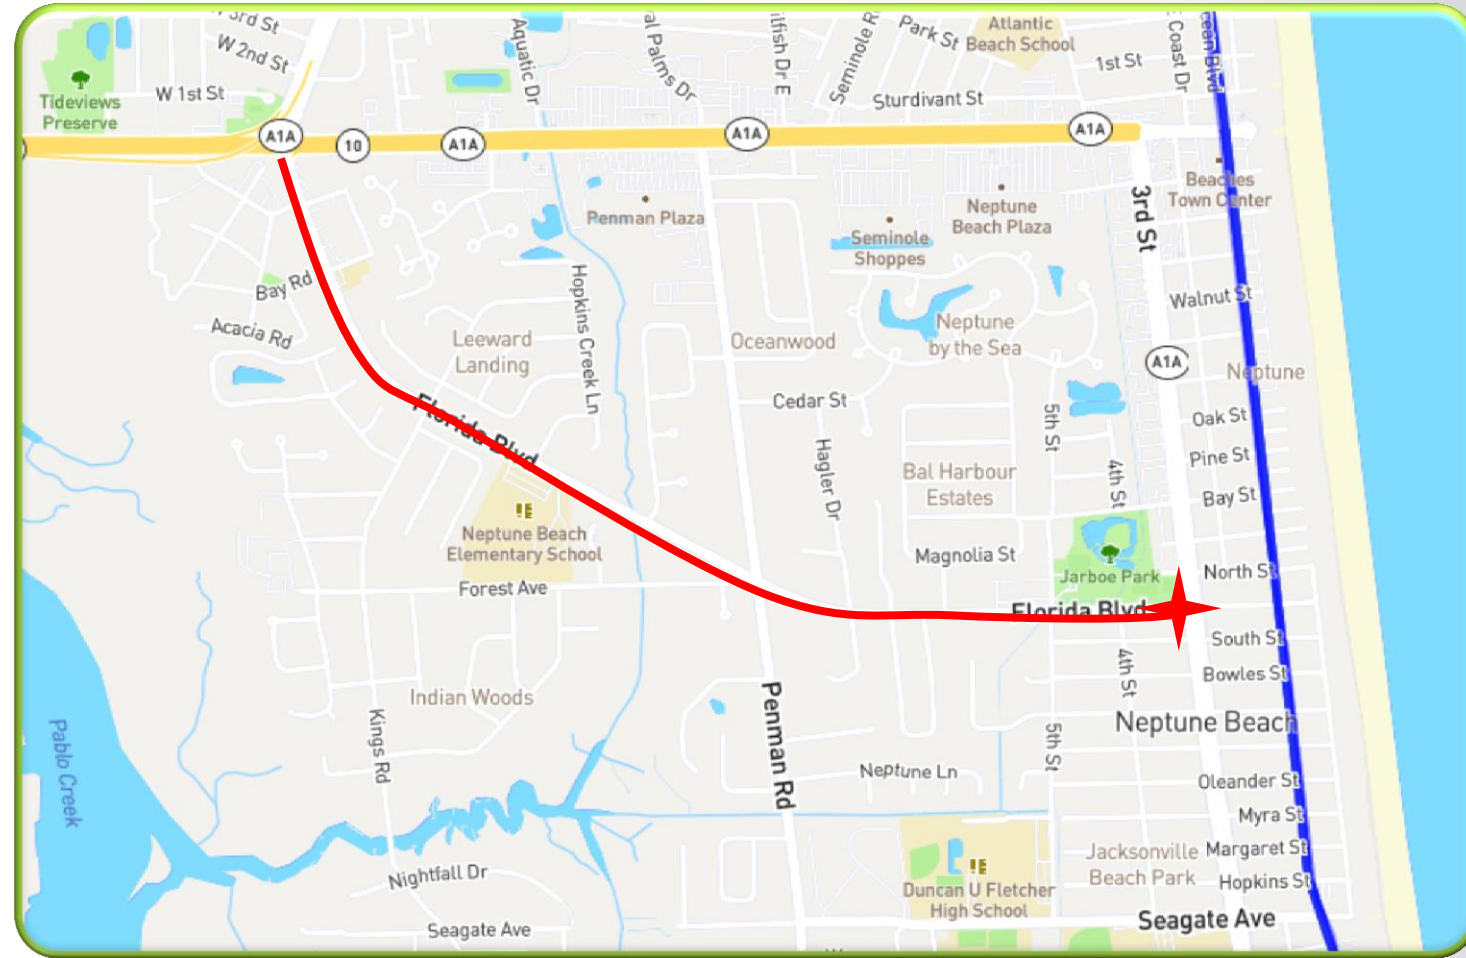 W 3rd St
W 2nd St
W 1st St
Tideviews
Preserve
Aquatic Dr
al Palms Dr
ilfish Dr E
Seminole R
Park St
Atlantic
Beach School
1st St
Coast Dr
cean Blvd
Sturdivant St
A1A
10
A1A
A1A
A1A
Penman Plaza
Seminole
Shoppes
Neptune
Beach Plaza
3rd St
Beaches
Town Center
Bay Rd
Acacia Rd
Hopkins Creek Ln
Leeward
Landing
Oceanwood
Neptune
by the Sea
Walnut St
A1A
Neptune
Cedar St
5th St
Oak St
Florida Blvd
Hagler Dr
Bal Harbour
Estates
4th St
Pine St
Bay St
Neptune Beach
Elementary School
Magnolia St
Jarboe Park
North St
Forest Ave
Florida Blvd
South St
Indian Woods
4th St
Bowles St
Kings Rd
Penman Rd
Neptune Beach
5th St
Pablo Creek
Neptune Ln
Oleander St
Myra St
Jacksonville
Beach Park
Margaret St
Nightfall Dr
Duncan U Fletcher
High School
Hopkins St
Seagate Ave
Seagate Ave